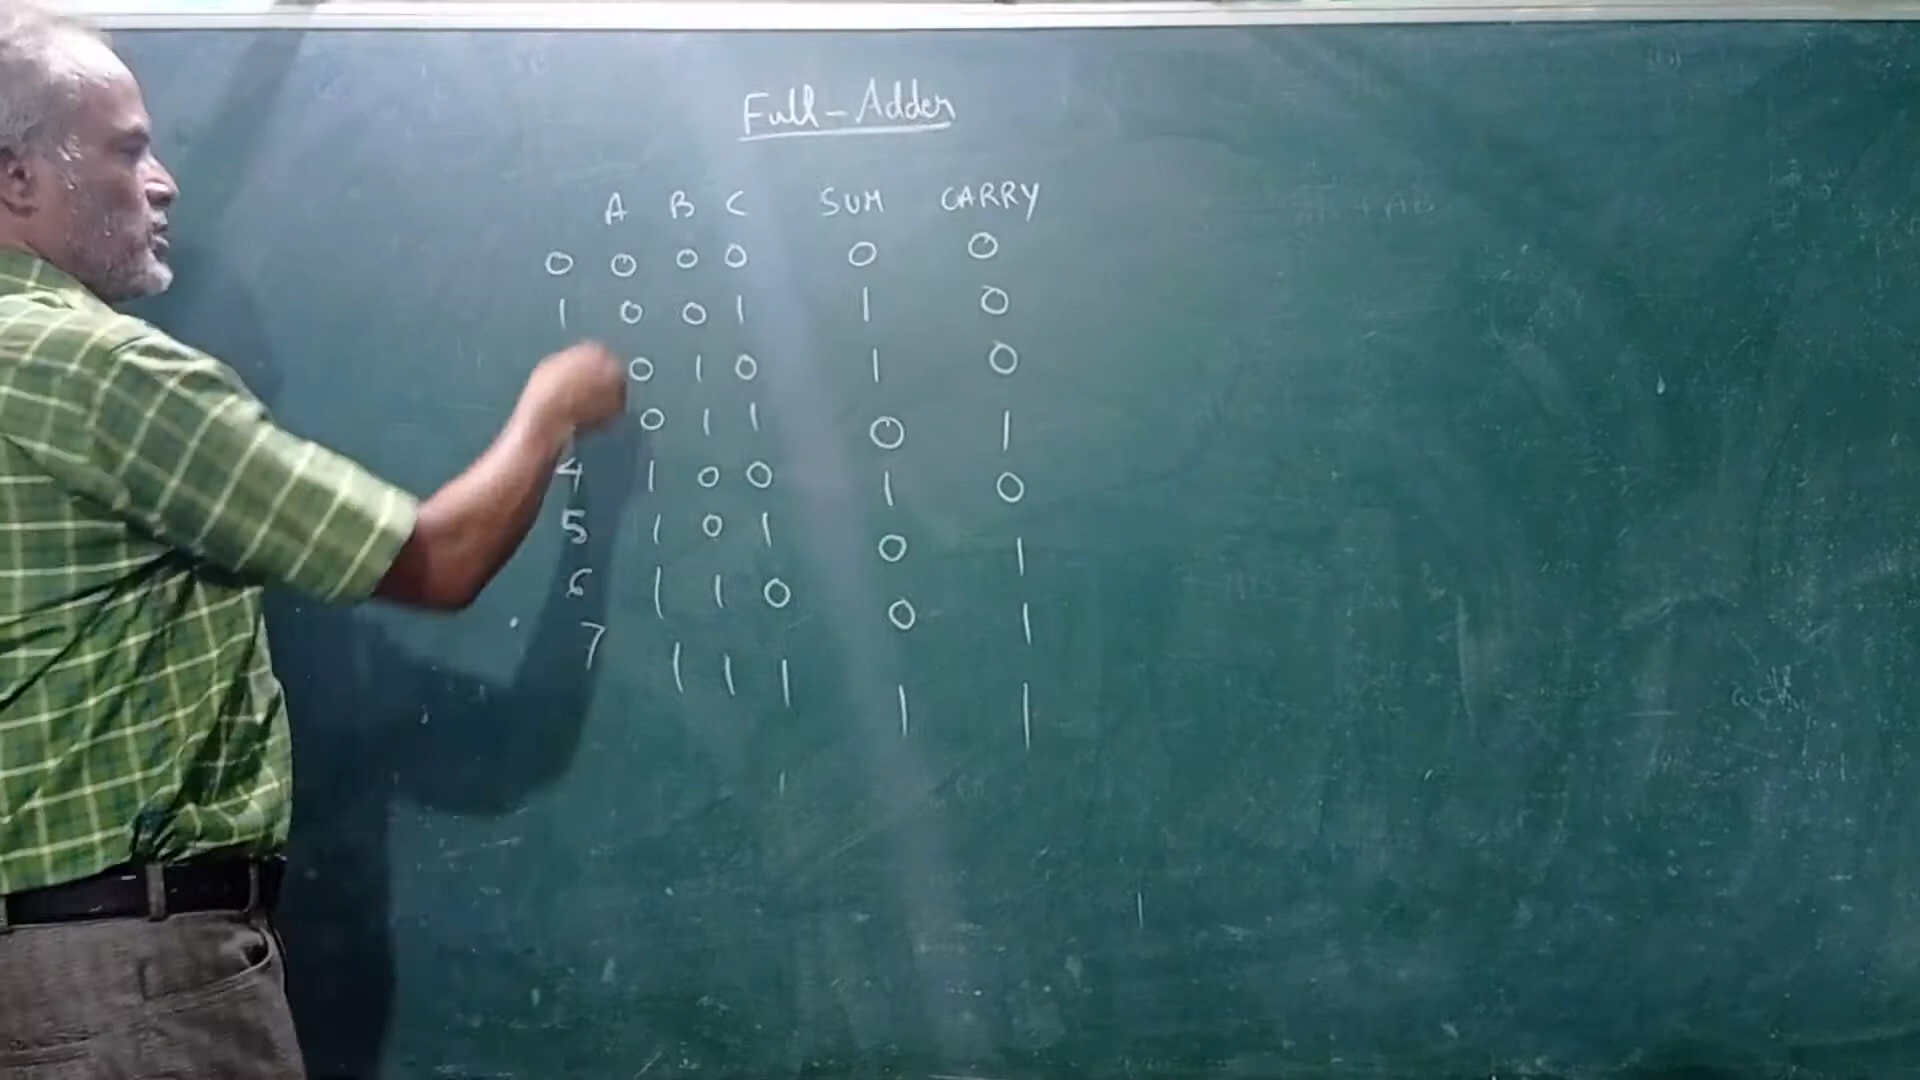 Full-Adder
A B C SUM CARRY
0 0 0 0 0 0
1 0 0 1 1 0
0 1 0 1 0
0 1 1 0 1
4 1 0 0 1 0
5 1 0 1 0 1
6 1 1 0 0 1
7 1 1 1 1 1